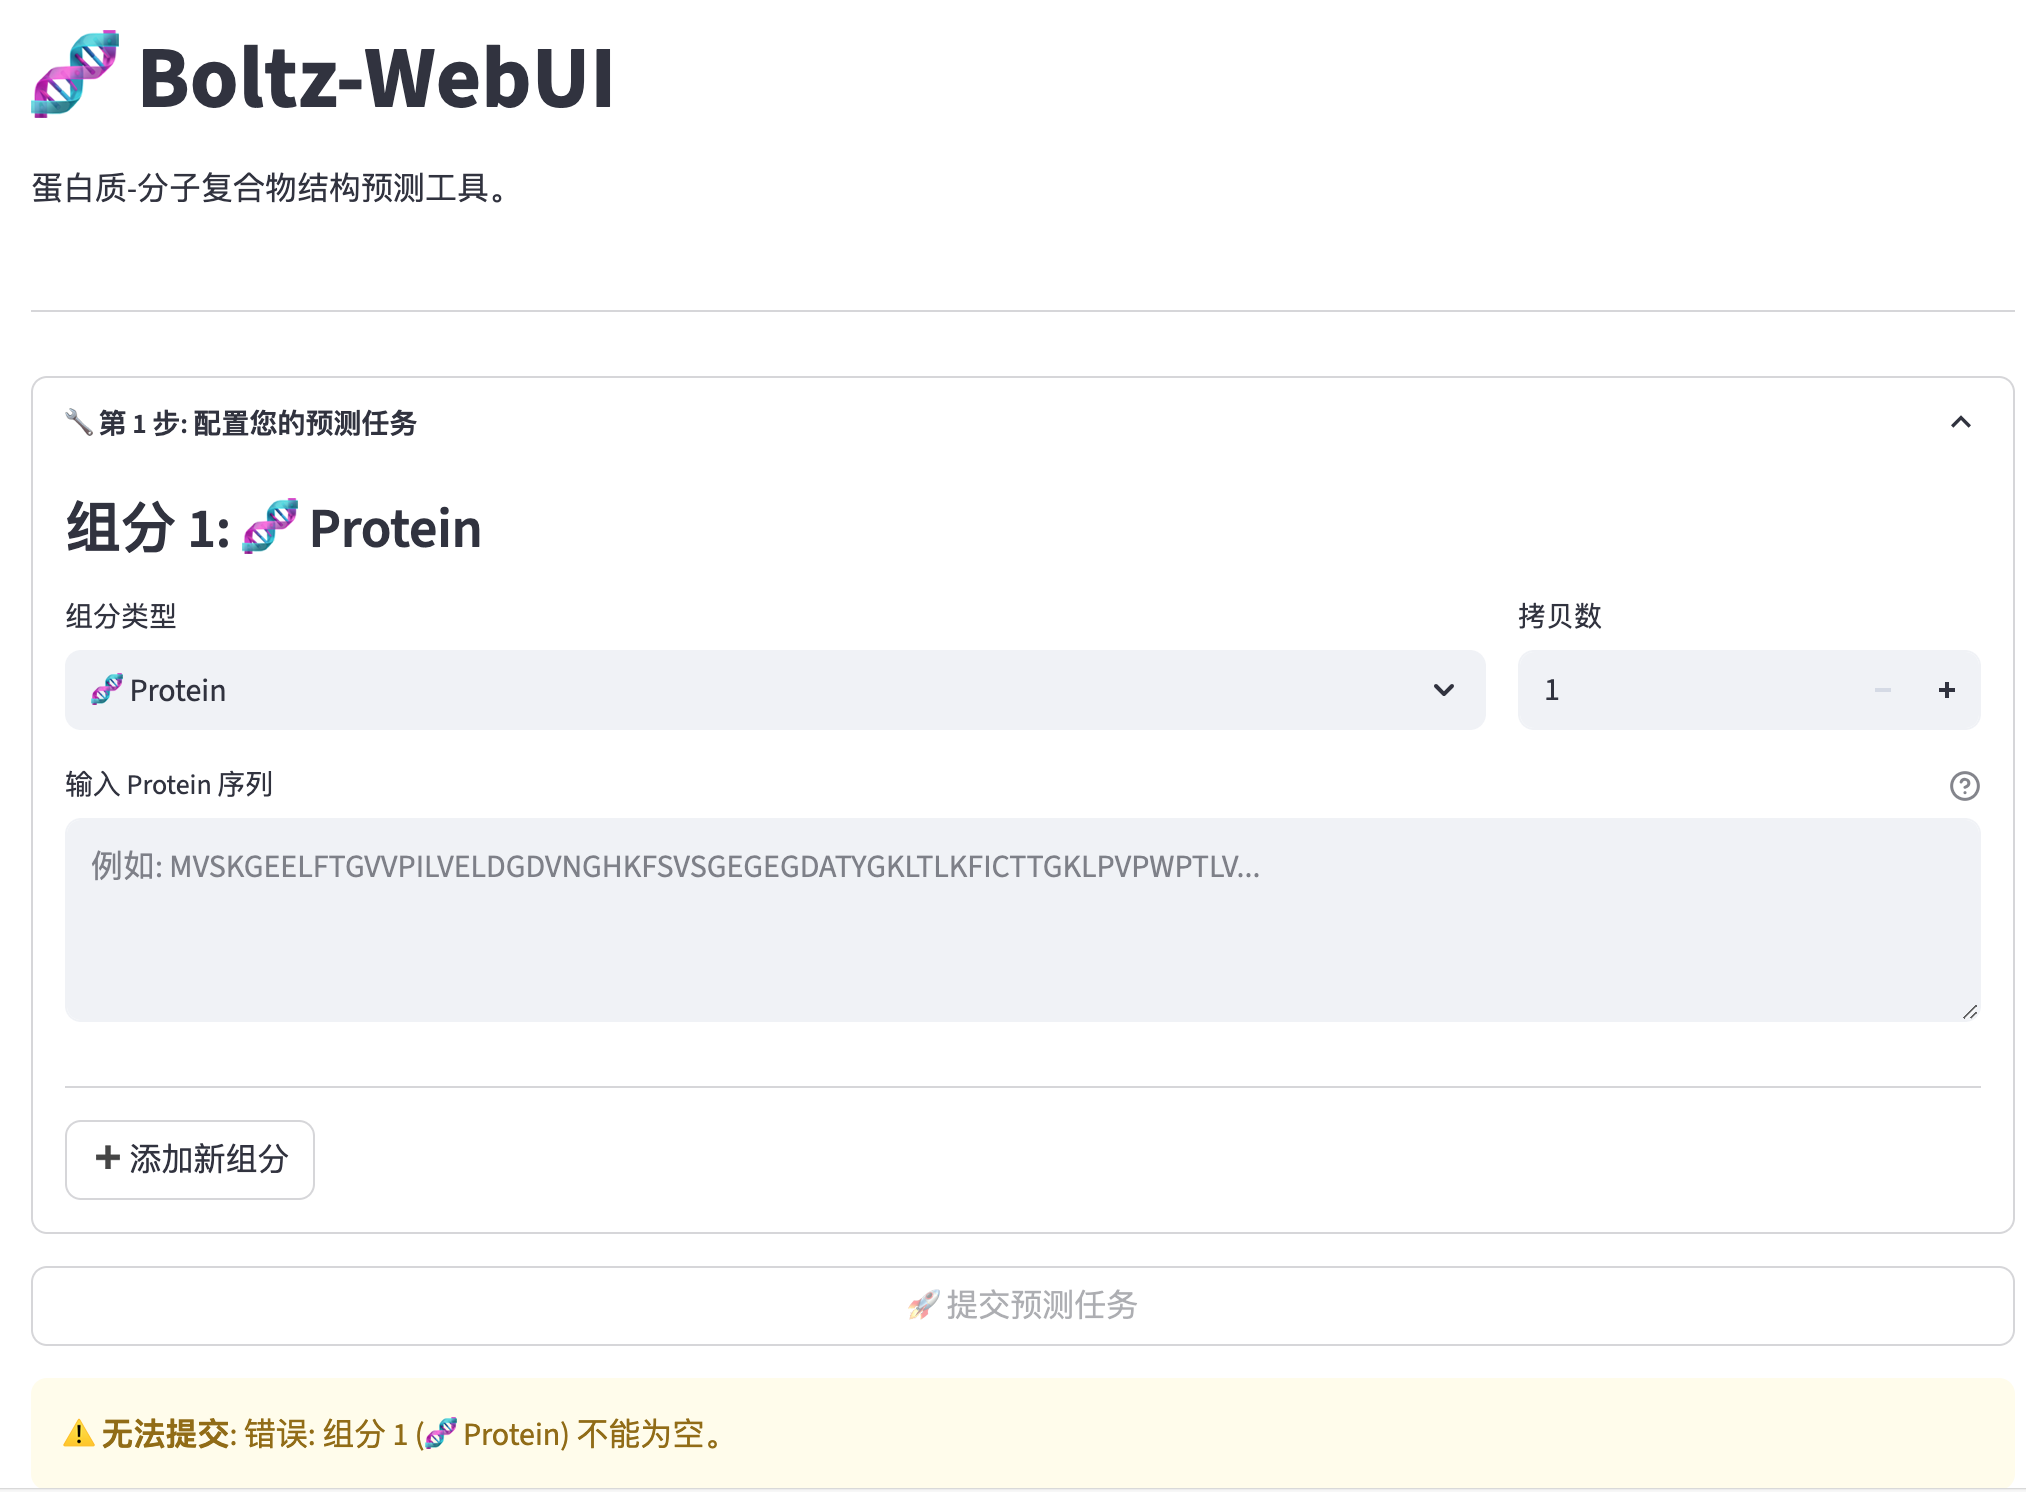 🧬 Boltz-WebUI
蛋白质-分子复合物结构预测工具。
🔧 第 1 步: 配置您的预测任务
组分 1: 🧬 Protein
组分类型
拷贝数
🧬 Protein
1
输入 Protein 序列
例如: MVSKGEELFTGVVPILVELDGDVNGHKFSVSGEGEGDATYGKLTLKFICTTGKLPVPWPTLV...
➕ 添加新组分
🚀 提交预测任务
⚠️ 无法提交: 错误: 组分 1 (🧬 Protein) 不能为空。